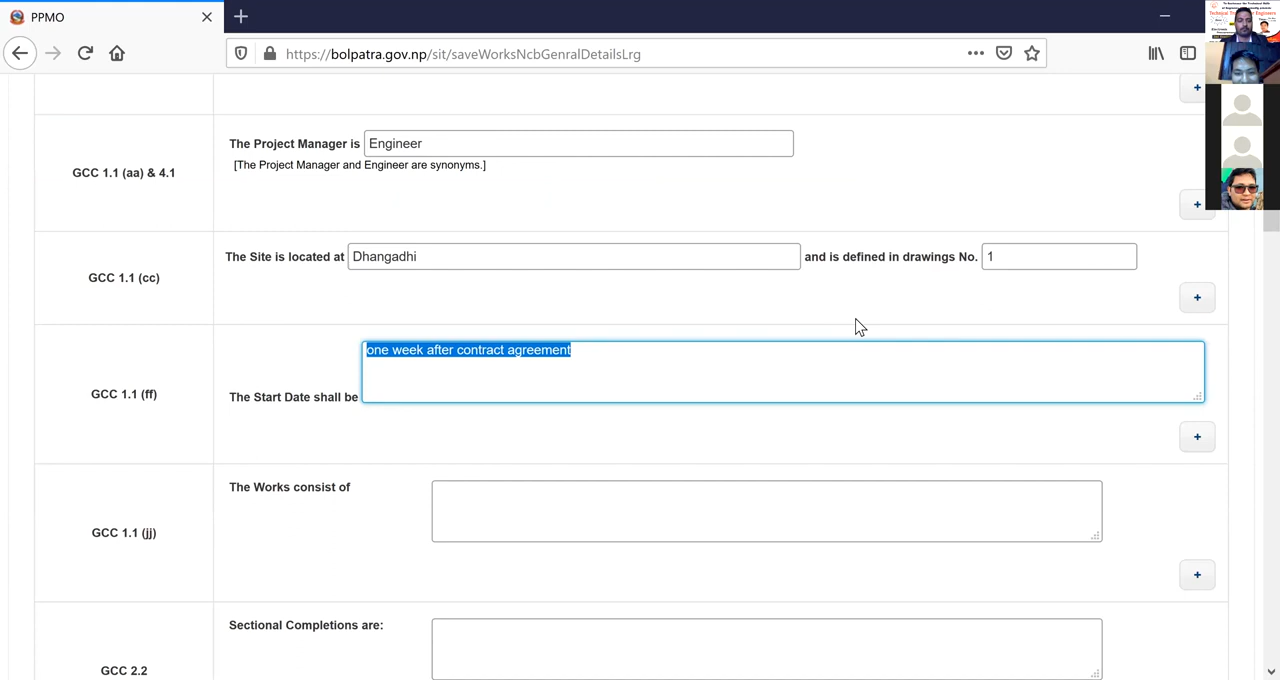 PPMO
https://bolpatra.gov.np/sit/saveWorksNcbGenralDetailsLrg
GCC 1.1 (aa) & 4.1
The Project Manager is Engineer
[The Project Manager and Engineer are synonyms.]
GCC 1.1 (cc)
The Site is located at Dhangadhi and is defined in drawings No. 1
GCC 1.1 (ff)
The Start Date shall be one week after contract agreement
GCC 1.1 (jj)
The Works consist of
GCC 2.2
Sectional Completions are: